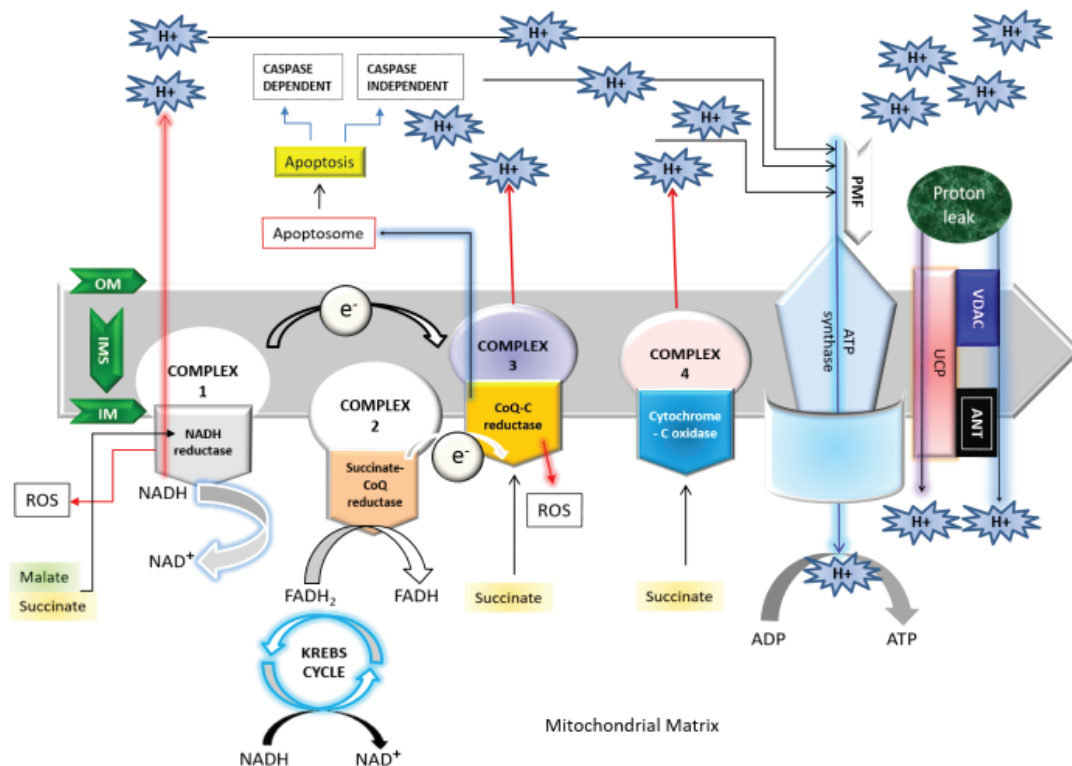 H+
H+
H+
H+
H+
H+
H+
H+
H+
H+
H+
CASPASE
DEPENDENT
CASPASE
INDEPENDENT
Apoptosis
Apoptosome
PMF
Proton
leak
OM
IMS
IM
e-
COMPLEX
1
NADH
reductase
COMPLEX
2
Succinate-
CoQ
reductase
e-
COMPLEX
3
CoQ-C
reductase
COMPLEX
4
Cytochrome
- C oxidase
ATP
synthase
UCP
VDAC
ANT
ROS
NADH
NAD+
Malate
Succinate
ROS
FADH2
FADH
Succinate
Succinate
H+
H+
H+
ADP
ATP
KREBS
CYCLE
NADH
NAD+
Mitochondrial Matrix